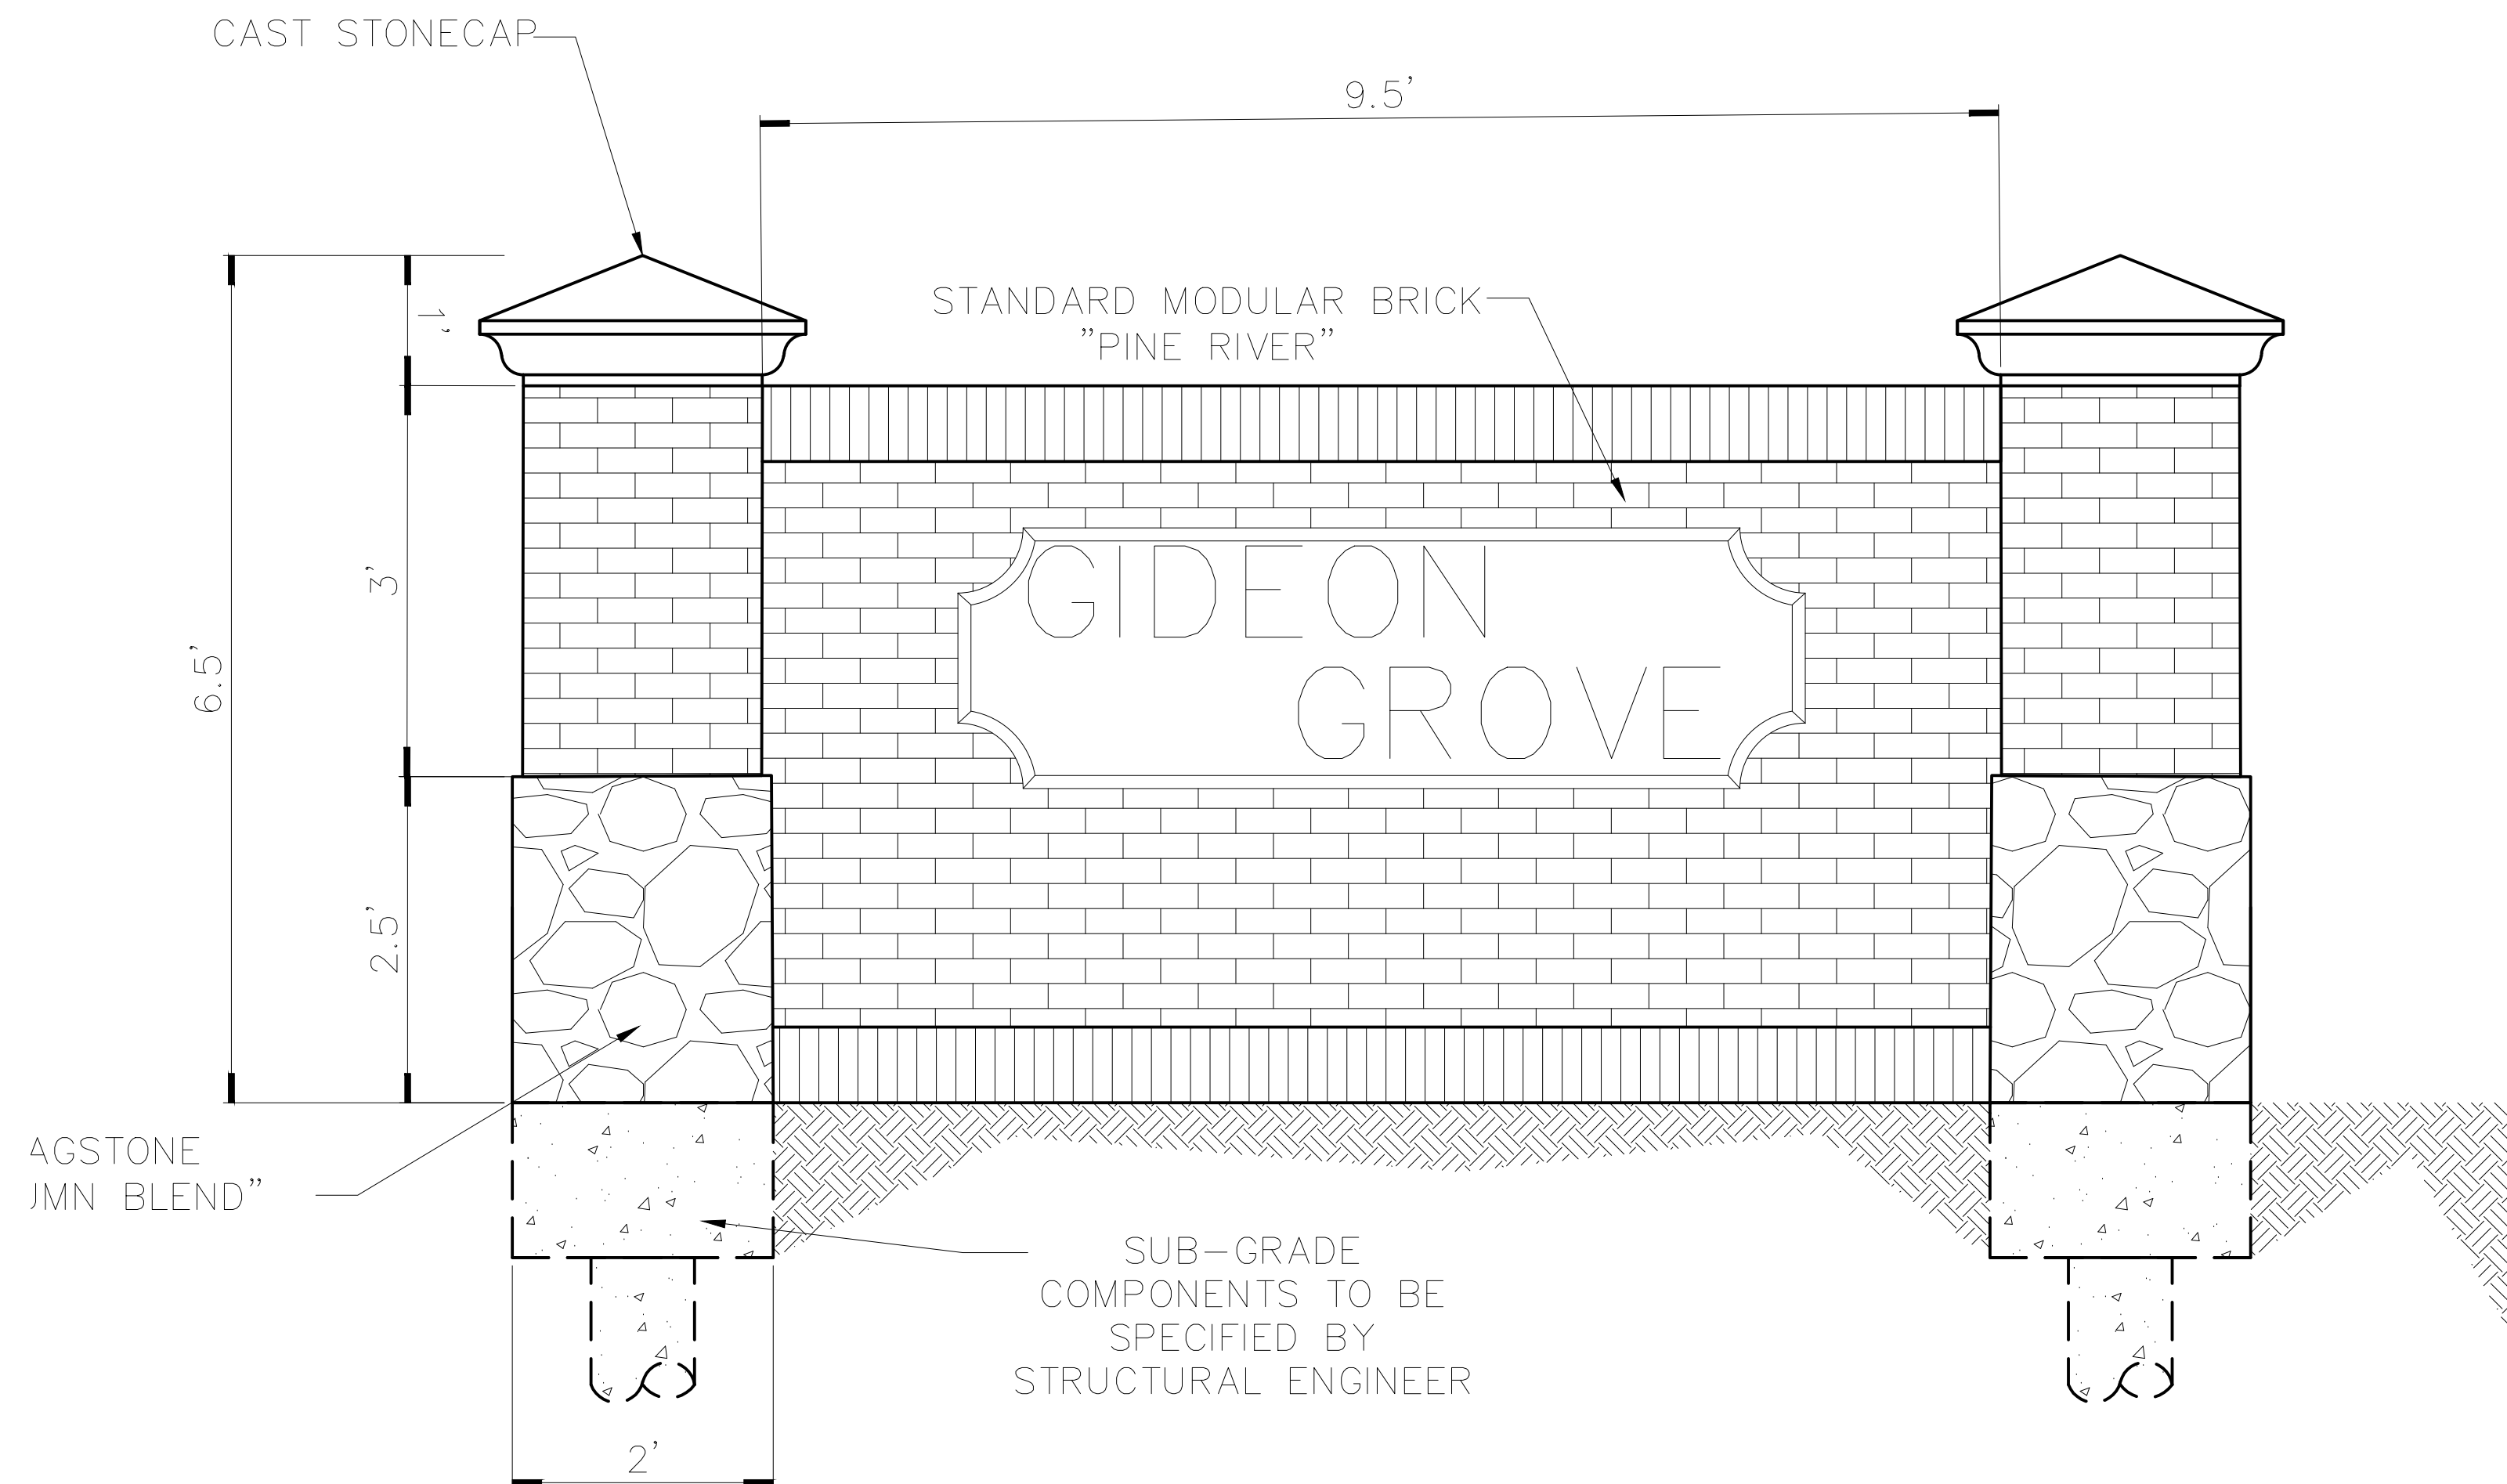 CAST STONECAP
9.5'
STANDARD MODULAR BRICK
"PINE RIVER"
1'
3'
6.5'
2.5'
GIDEON
GROVE
AGSTONE
UMN BLEND"
SUB-GRADE
COMPONENTS TO BE
SPECIFIED BY
STRUCTURAL ENGINEER
2'